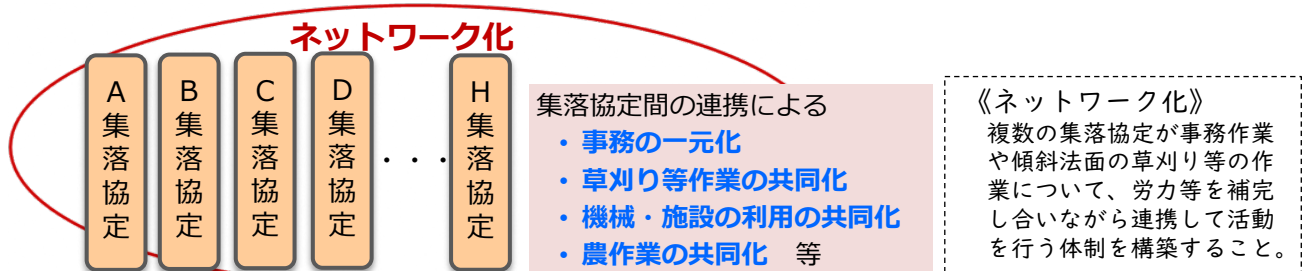 ネットワーク化
A集落協定
B集落協定
C集落協定
D集落協定
・・・
H集落協定
集落協定間の連携による
・事務の一元化
・草刈り等作業の共同化
・機械・施設の利用の共同化
・農作業の共同化　等
《ネットワーク化》
複数の集落協定が事務作業
や傾斜法面の草刈り等の作
業について、労力等を補完
し合いながら連携して活動
を行う体制を構築すること。